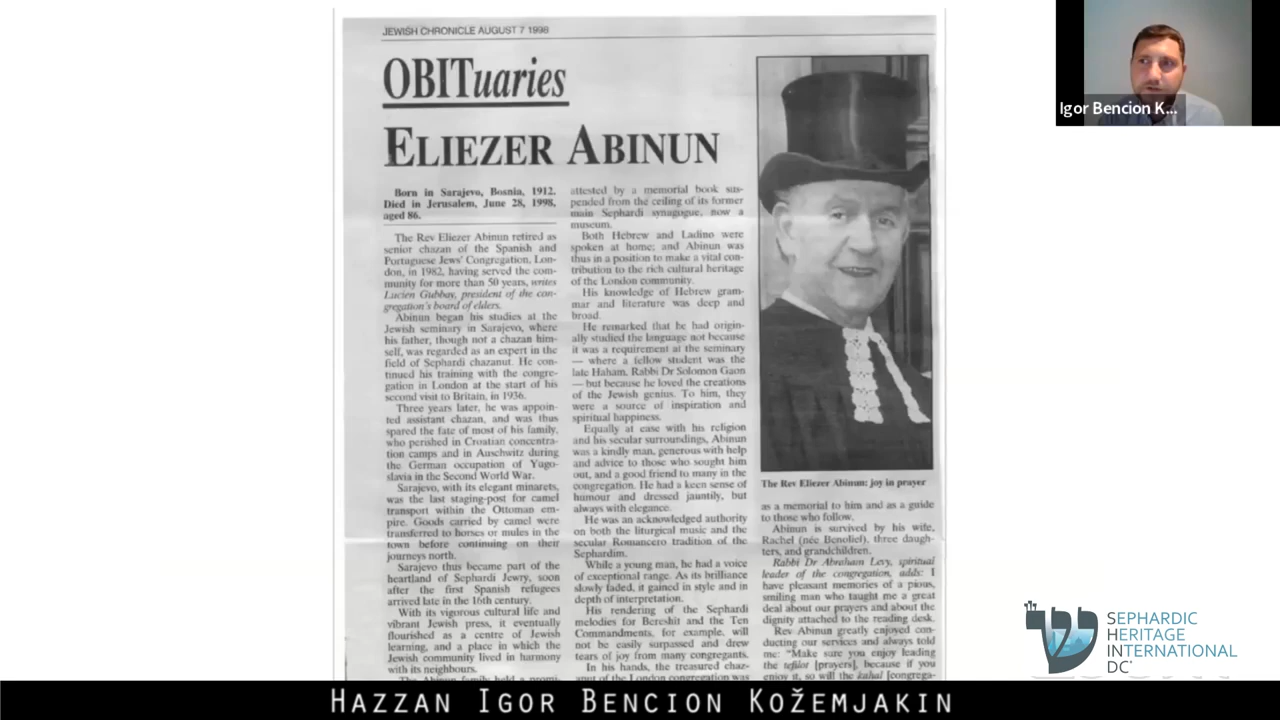 JEWISH CHRONICLE AUGUST 7 1998
OBITuaries
ELIEZER ABINUN
Born in Sarajevo, Bosnia, 1912.
Died in Jerusalem, June 28, 1998,
aged 86.
The Rev Eliezer Abinun retired as
senior chazan of the Spanish and
Portuguese Jews' Congregation, Lon-
don, in 1982, having served the com-
munity for more than 50 years, writes
Lucien Gubbay, president of the con-
gregation's board of elders.
Abinun began his studies at the
Jewish seminary in Sarajevo, where
his father, though not a chazan him-
self, was regarded as an expert in the
field of Sephardi chazanut. He con-
tinued his training with the congre-
gation in London at the start of his
second visit to Britain, in 1936.
Three years later, he was appoin-
ted assistant chazan, and was thus
spared the fate of most of his family,
who perished in Croatian concentra-
tion camps and in Auschwitz during
the German occupation of Yugo-
slavia in the Second World War.
Sarajevo, with its elegant minarets,
was the last staging-post for camel
transport within the Ottoman em-
pire. Goods carried by camel were
transferred to horses or mules in the
town before continuing on their
journeys north.
Sarajevo thus became part of the
heartland of Sephardi Jewry, soon
after the first Spanish refugees
arrived late in the 16th century.
With its vigorous cultural life and
vibrant Jewish press, it eventually
flourished as a centre of Jewish
learning, and a place in which the
Jewish community lived in harmony
with its neighbours.
The Abinun family held a promi-
attested by a memorial book sus-
pended from the ceiling of its former
main Sephardi synagogue, now a
museum.
Both Hebrew and Ladino were
spoken at home; and Abinun was
thus in a position to make a vital con-
tribution to the rich cultural heritage
of the London community.
His knowledge of Hebrew gram-
mar and literature was deep and
broad.
He remarked that he had origin-
ally studied the language not because
it was a requirement at the seminary
— where a fellow student was the
late Haham, Rabbi Dr Solomon Gaon
— but because he loved the creations
of the Jewish genius. To him, they
were a source of inspiration and
spiritual happiness.
Equally at ease with his religion
and his secular surroundings, Abinun
was a kindly man, generous with help
and advice to those who sought him
out, and a good friend to many in the
congregation. He had a keen sense of
humour and dressed jauntily, but
always with elegance.
He was an acknowledged authority
on both the liturgical music and the
secular Romancero tradition of the
Sephardim.
While a young man, he had a voice
of exceptional range. As its brilliance
slowly faded, it gained in style and in
depth of interpretation.
His rendering of the Sephardi
melodies for Bereshit and the Ten
Commandments, for example, will
not be easily surpassed and drew
tears of joy from many congregants.
In his hands, the treasured chaz-
anut of the London congregation was
The Rev Eliezer Abinun: joy in prayer
as a memorial to him and as a guide
to those who follow.
Abinun is survived by his wife,
Rachel (née Benoliel), three daugh-
ters, and grandchildren.
Rabbi Dr Abraham Levy, spiritual
leader of the congregation, adds: I
have pleasant memories of a pious,
smiling man who taught me a great
deal about our prayers and about the
dignity attached to the reading desk.
Rev Abinun greatly enjoyed con-
ducting our services and always told
me: "Make sure you enjoy leading
the tefilot [prayers], because if you
enjoy it, so will the kahal [congrega-
Igor Bencion K...
SEPHARDIC
HERITAGE
INTERNATIONAL
DC
HAZZAN IGOR BENCION KOŽEMJAKIN